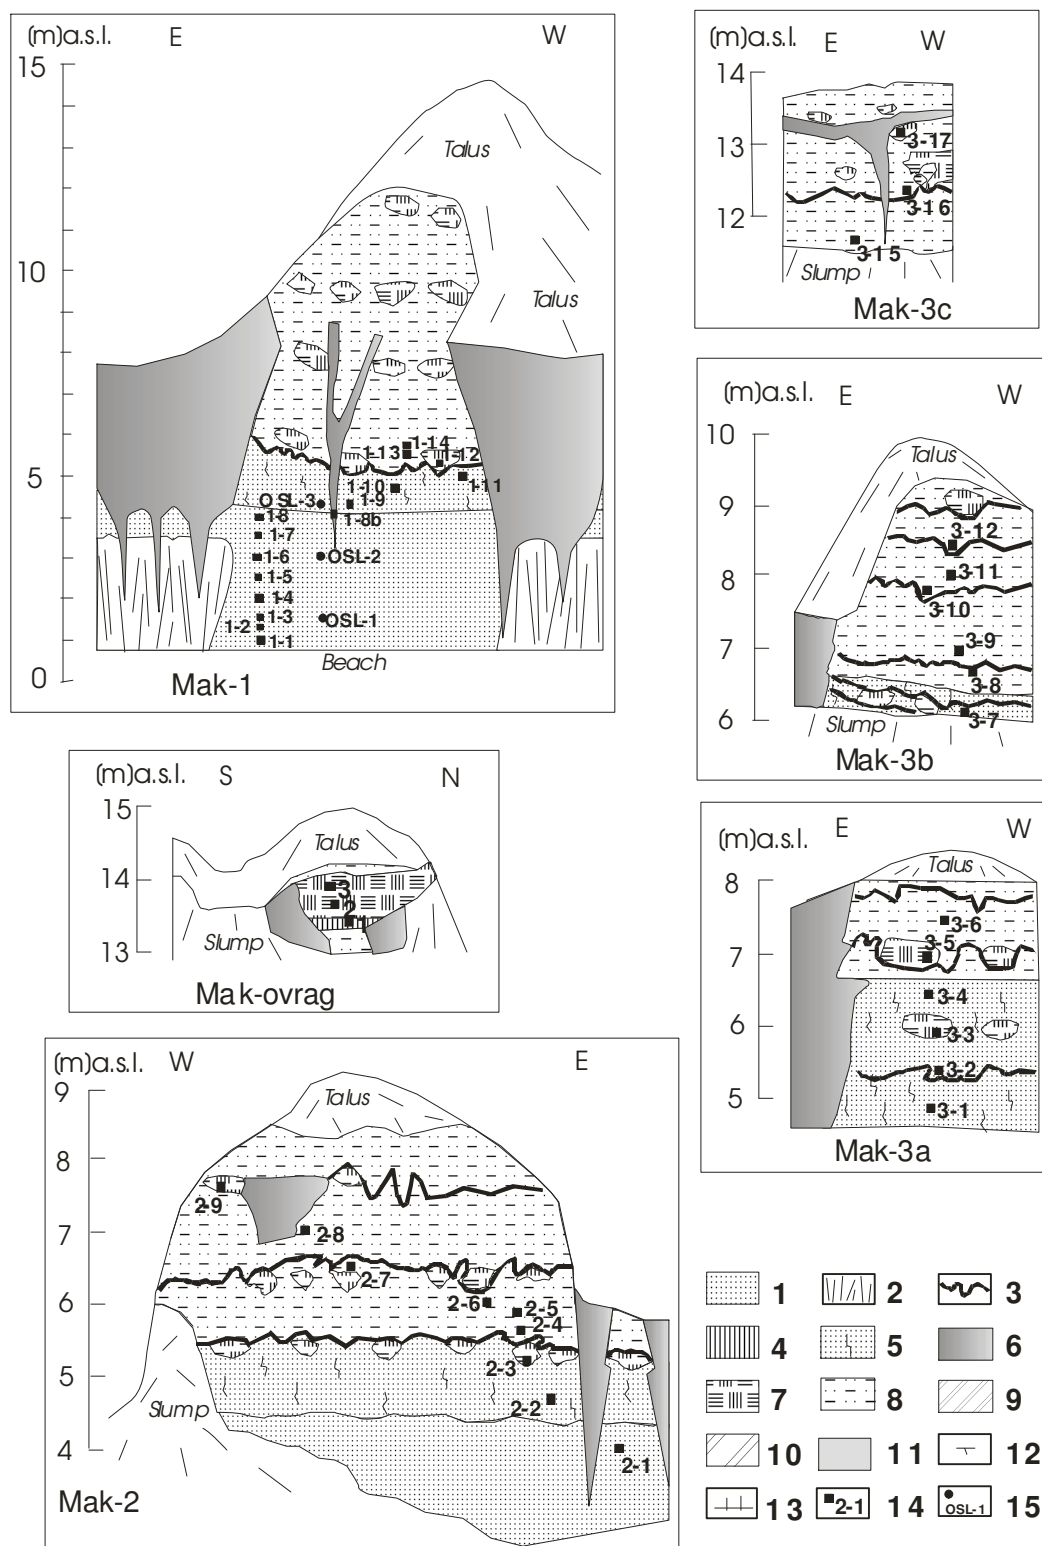 (m)a.s.l. E W
15
10
5
0
Talus
Talus
1-14
1-13
1-12
1-10
1-11
OSL-3
1-9
1-8
1-8b
1-7
1-6
OSL-2
1-5
1-4
1-3
OSL-1
1-2
1-1
Beach
Mak-1
(m)a.s.l. E W
14
13
12
3-17
3-16
3-15
Slump
Mak-3c
(m)a.s.l. E W
10
9
8
7
6
Talus
3-12
3-11
3-10
3-9
3-8
3-7
Slump
Mak-3b
(m)a.s.l. S N
15
14
13
Talus
3
2
1
Slump
Mak-ovrag
(m)a.s.l. E W
8
7
6
5
Talus
3-6
3-5
3-4
3-3
3-2
3-1
Mak-3a
(m)a.s.l. W E
9
8
7
6
5
4
Talus
2-9
2-8
2-7
2-6
2-5
2-4
2-3
2-2
2-1
Slump
Mak-2
1 2 3
4 5 6
7 8 9
10 11 12
13 2-1 14 OSL-1 15